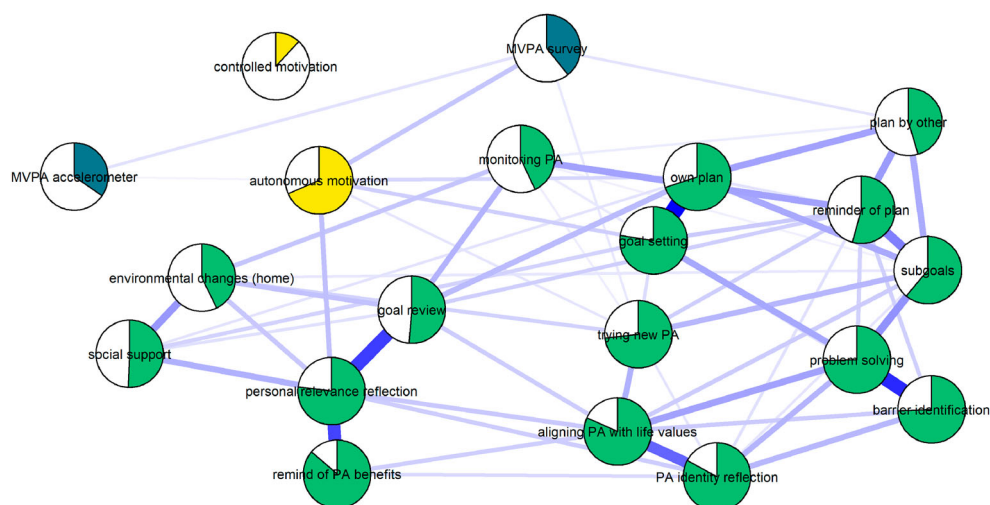 MVPA survey
controlled motivation
plan by other
monitoring PA
MVPA accelerometer
autonomous motivation
own plan
reminder of plan
goal setting
subgoals
environmental changes (home)
goal review
trying new PA
social support
problem solving
personal relevance reflection
barrier identification
aligning PA with life values
remind of PA benefits
PA identity reflection